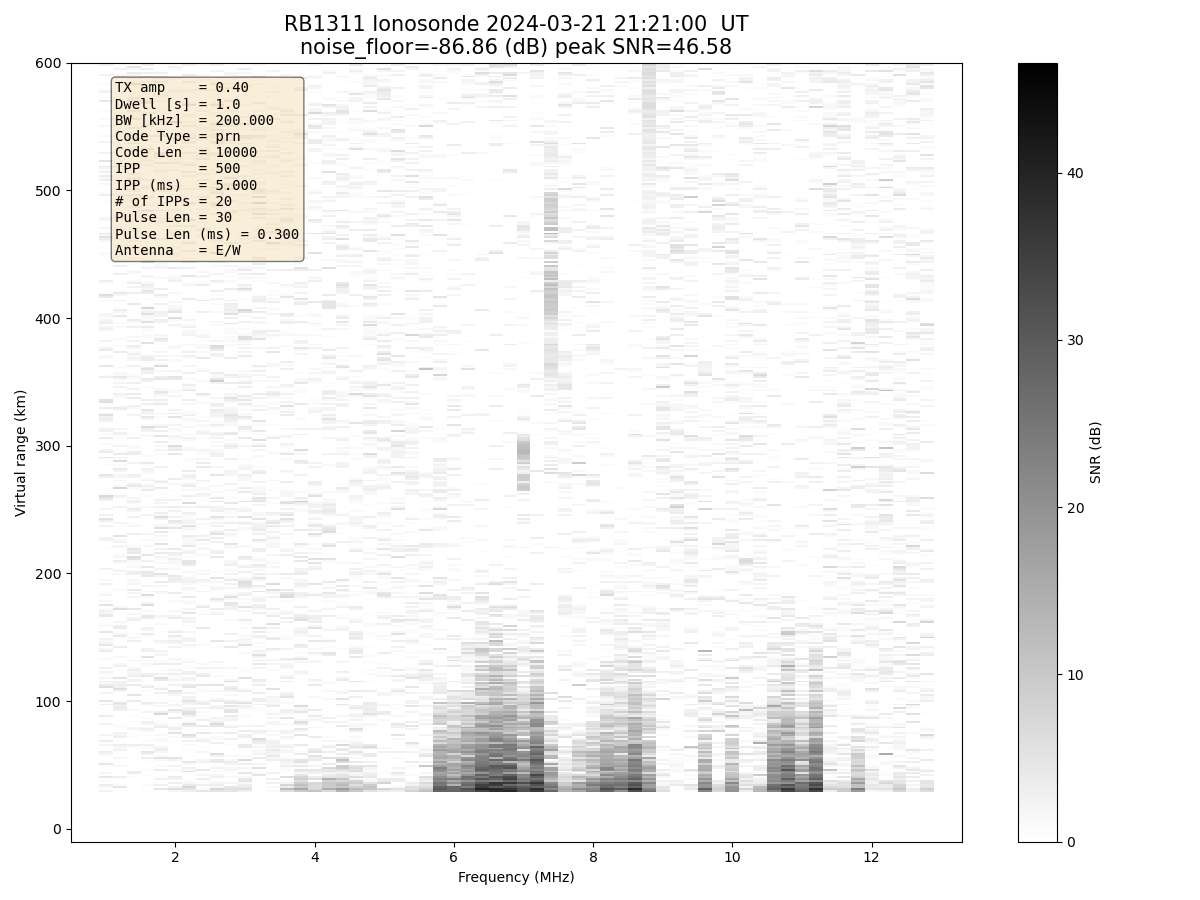 RB1311 Ionosonde 2024-03-21 21:21:00  UT
noise_floor=-86.86 (dB) peak SNR=46.58
TX amp    = 0.40
Dwell [s] = 1.0
BW [kHz]  = 200.000
Code Type = prn
Code Len  = 10000
IPP       = 500
IPP (ms)  = 5.000
# of IPPs = 20
Pulse Len = 30
Pulse Len (ms) = 0.300
Antenna   = E/W
Virtual range (km)
600
500
400
300
200
100
0
2 4 6 8 10 12
Frequency (MHz)
40
30
20
10
0
SNR (dB)